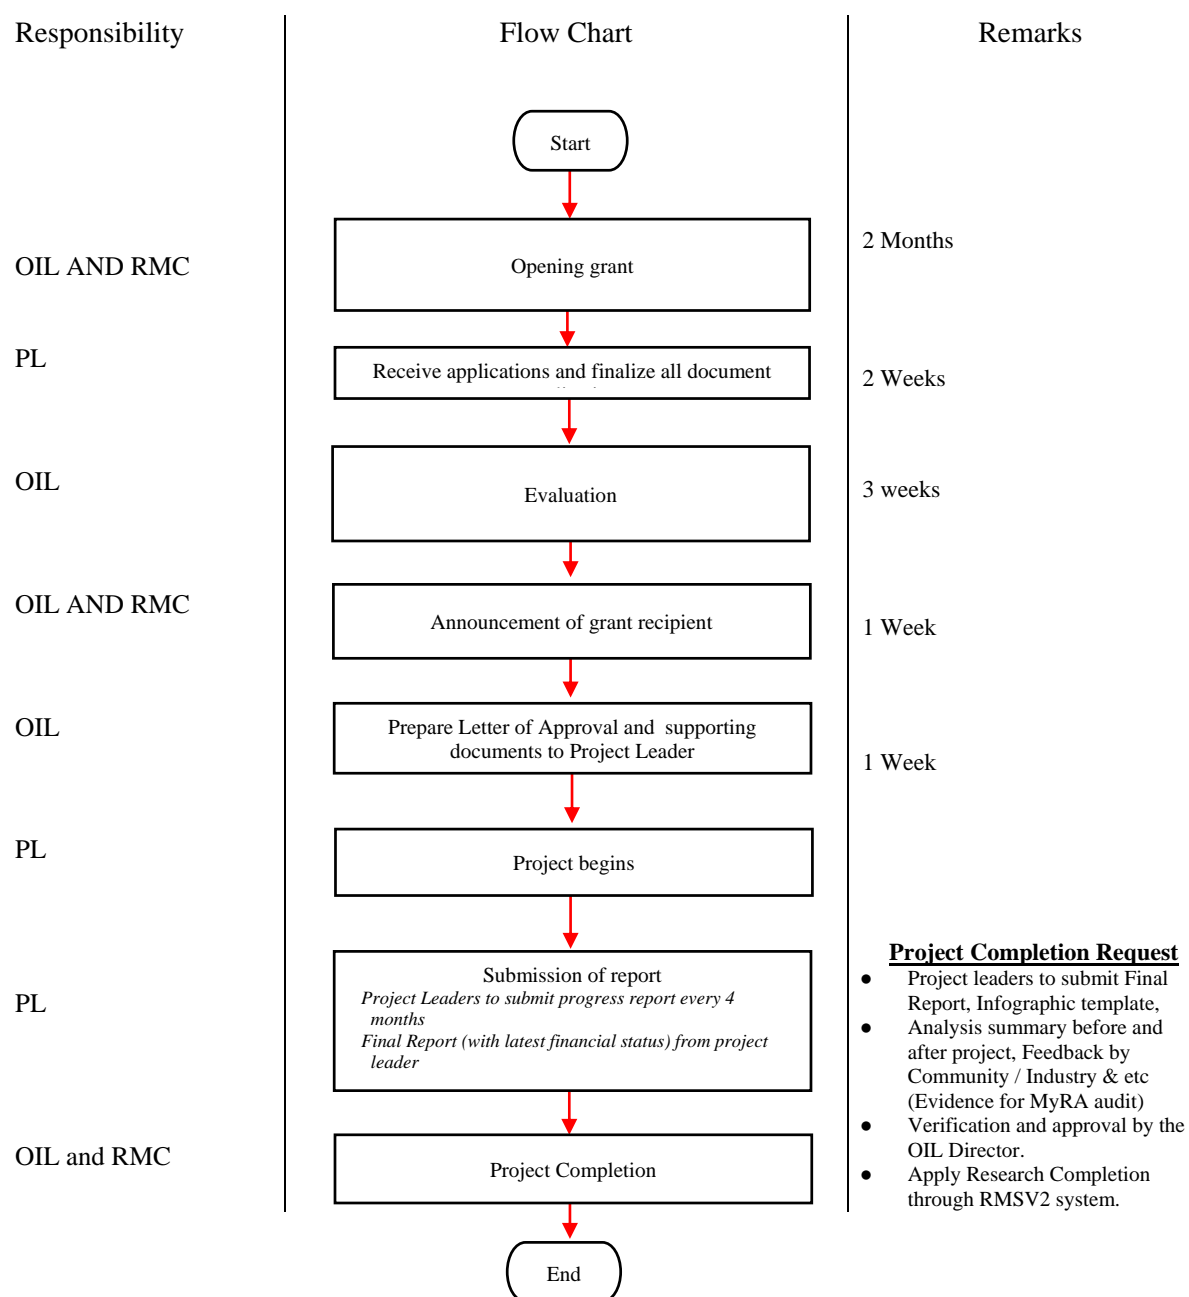 Responsibility
Flow Chart
Remarks
Start
OIL AND RMC
Opening grant
2 Months
PL
Receive applications and finalize all document
2 Weeks
OIL
Evaluation
3 weeks
OIL AND RMC
Announcement of grant recipient
1 Week
OIL
Prepare Letter of Approval and supporting
documents to Project Leader
1 Week
PL
Project begins
PL
Submission of report
Project Leaders to submit progress report every 4
months
Final Report (with latest financial status) from project
leader
Project Completion Request
● Project leaders to submit Final
Report, Infographic template,
● Analysis summary before and
after project, Feedback by
Community / Industry & etc
(Evidence for MyRA audit)
● Verification and approval by the
OIL Director.
● Apply Research Completion
through RMSV2 system.
OIL and RMC
Project Completion
End